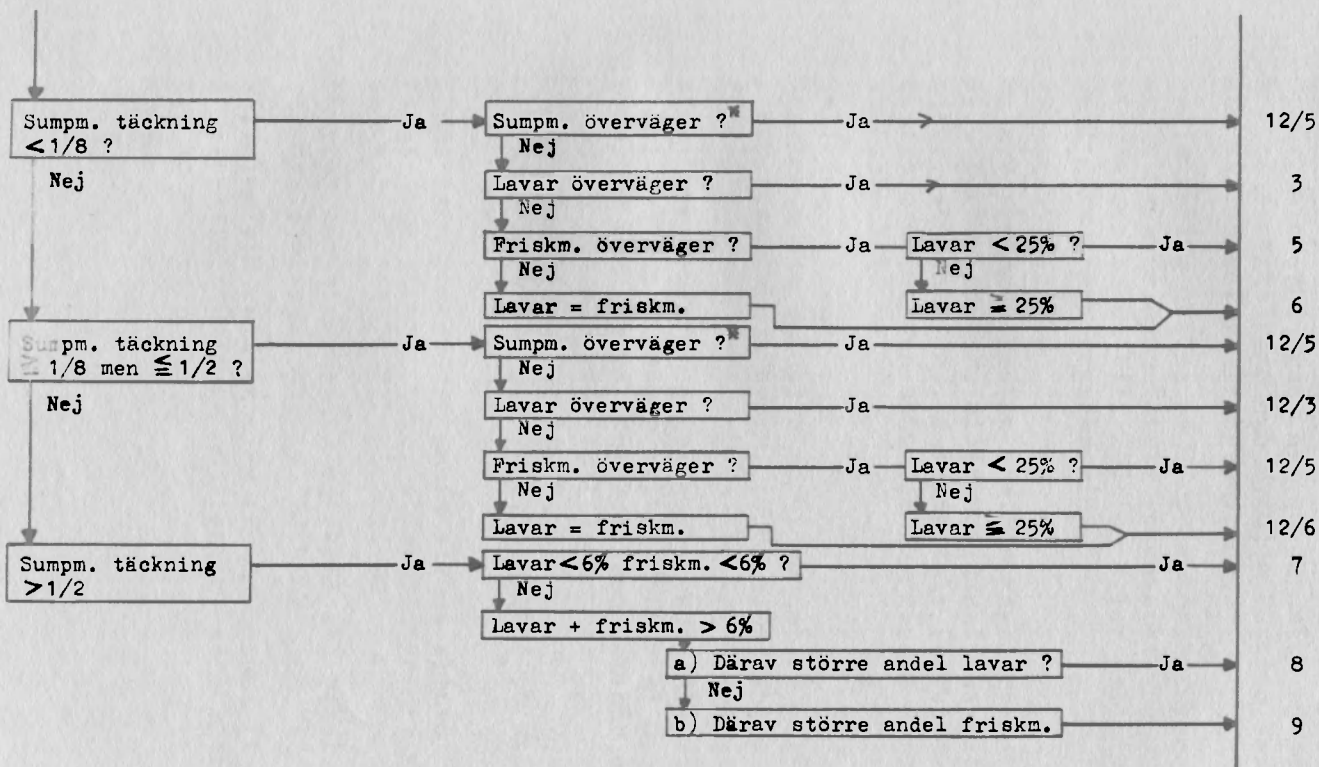 Sumpm. täckning
<1/8 ?
Ja
Sumpm. överväger ?*
Ja
12/5
Nej
Nej
Lavar överväger ?
Ja
3
Nej
Friskm. överväger ?
Ja
Lavar <25% ?
Ja
5
Nej
Nej
Lavar = friskm.
Lavar ≧ 25%
6
Sumpm. täckning
≧ 1/8 men ≦ 1/2 ?
Ja
Sumpm. överväger ?*
Ja
12/5
Nej
Nej
Lavar överväger ?
Ja
12/3
Nej
Friskm. överväger ?
Ja
Lavar < 25% ?
Ja
12/5
Nej
Nej
Lavar = friskm.
Lavar ≦ 25%
12/6
Sumpm. täckning
>1/2
Ja
Lavar<6% friskm. <6% ?
Ja
7
Nej
Lavar + friskm. > 6%
a) Därav större andel lavar ?
Ja
8
Nej
b) Därav större andel friskm.
9